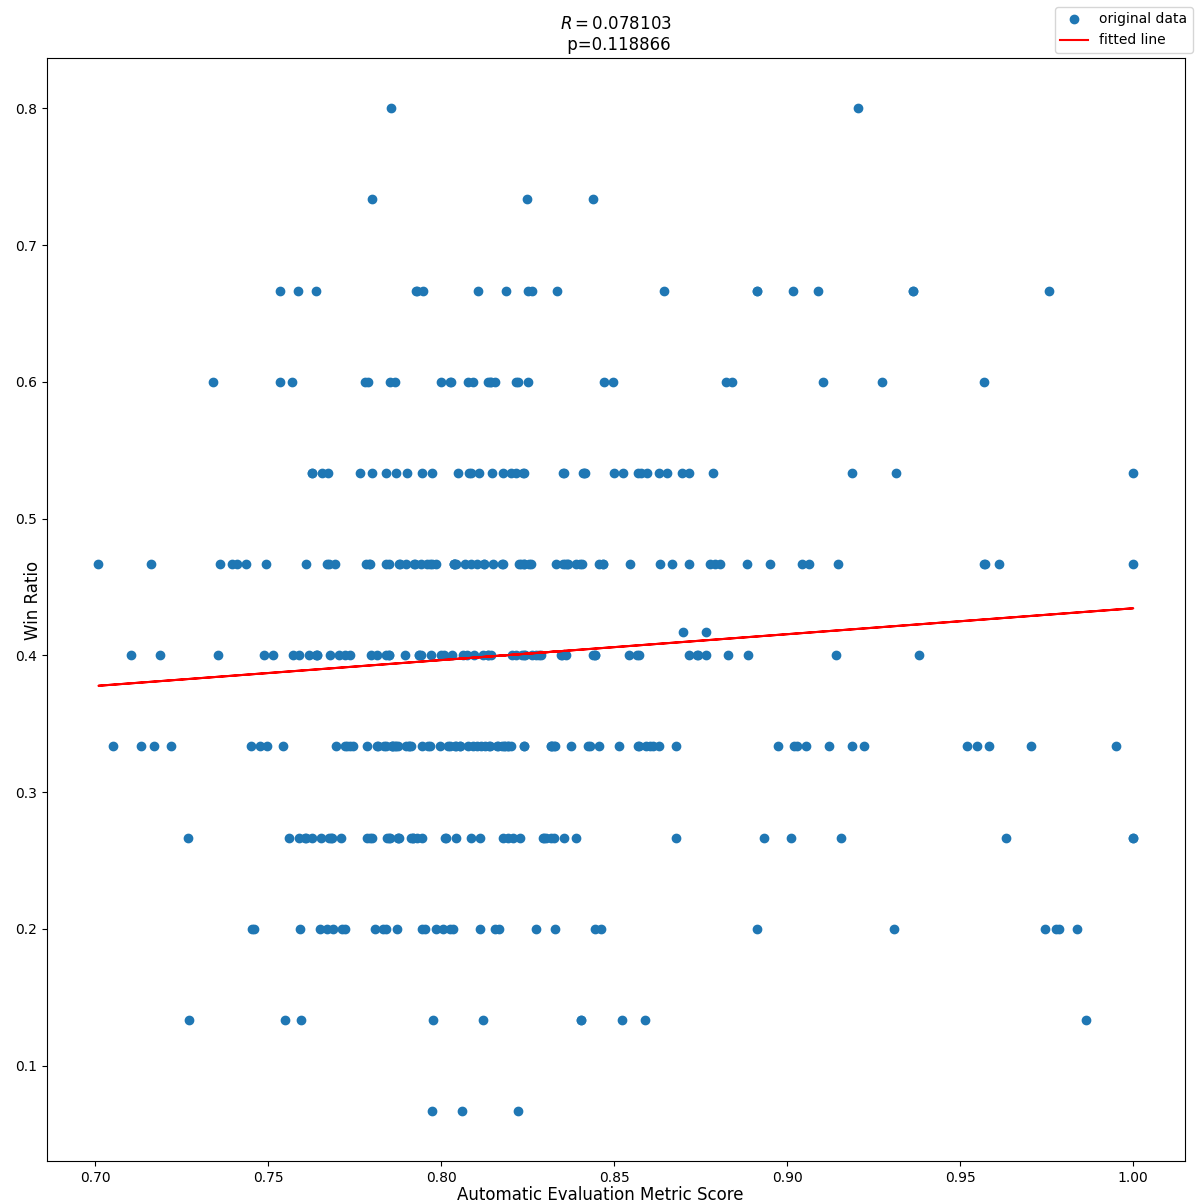 R = 0.078103
p=0.118866
original data
fitted line
0.8
0.7
0.6
0.5
0.4
0.3
0.2
0.1
Win Ratio
0.70 0.75 0.80 0.85 0.90 0.95 1.00
Automatic Evaluation Metric Score